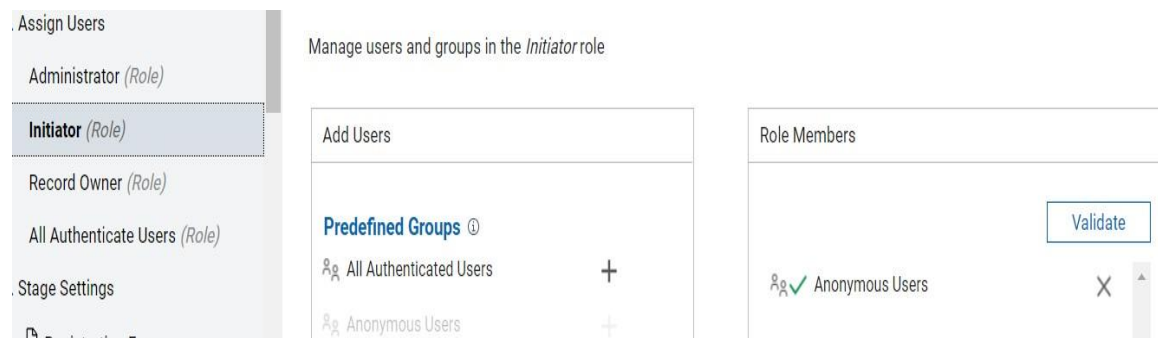 Assign Users
Administrator (Role)
Initiator (Role)
Record Owner (Role)
All Authenticate Users (Role)
Stage Settings
Manage users and groups in the Initiator role
Add Users
Predefined Groups
All Authenticated Users
Anonymous Users
Role Members
Validate
Anonymous Users